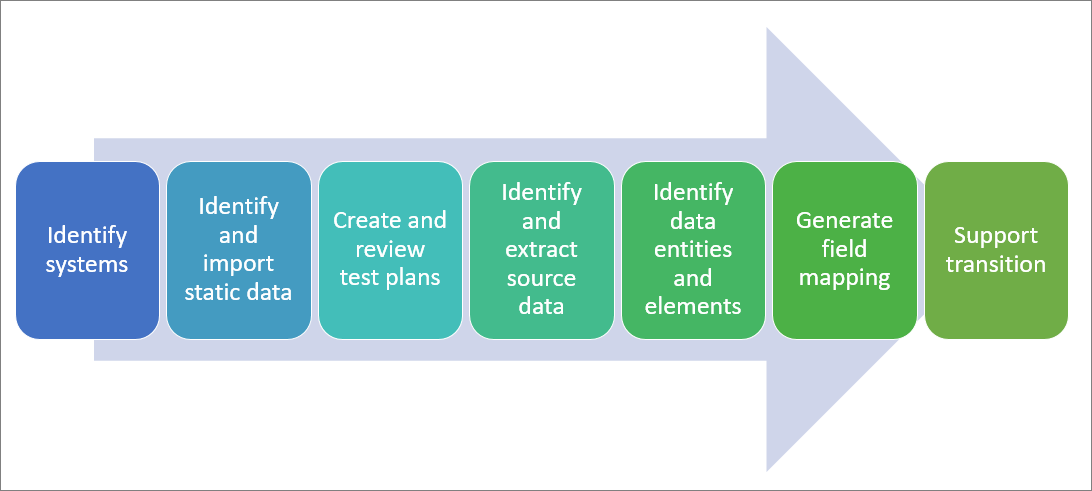 Identify
systems
Identify
and
import
static data
Create and
review
test plans
Identify
and
extract
source
data
Identify
data
entities
and
elements
Generate
field
mapping
Support
transition